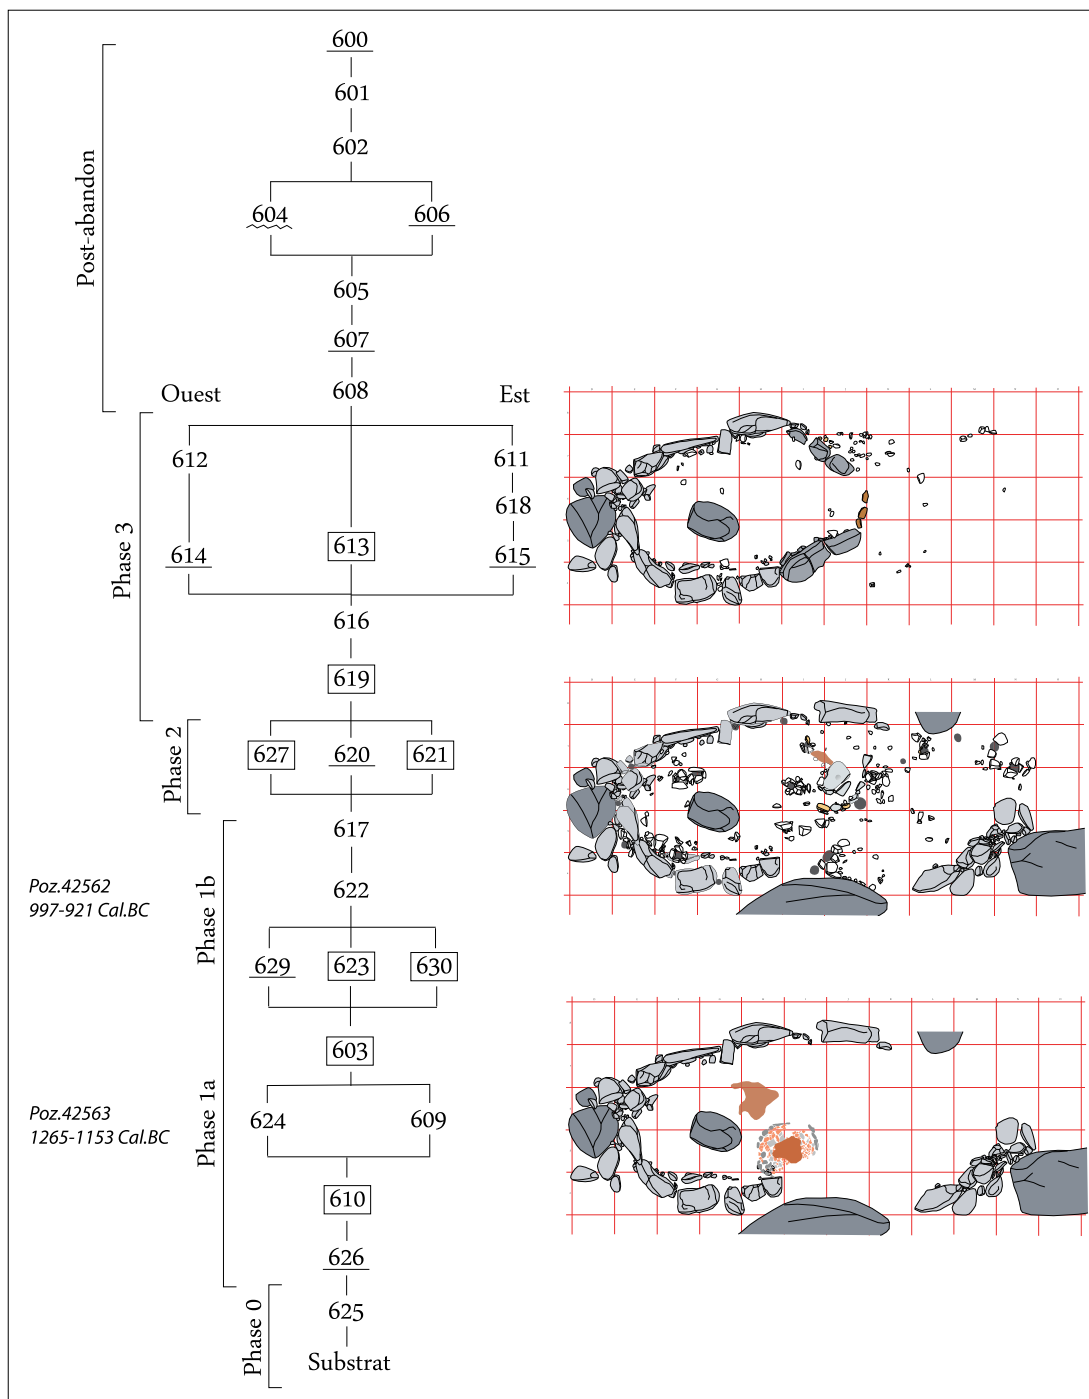 600
601
602
604 606
605
607
Post-abandon
Ouest 608 Est
612 611
618
613
614 615
Phase 3
616
619
627 620 621
Phase 2
617
Poz.42562
997-921 Cal.BC
622
Phase 1b
629 623 630
603
Poz.42563
1265-1153 Cal.BC
624 609
Phase 1a
610
626
625
Phase 0
Substrat